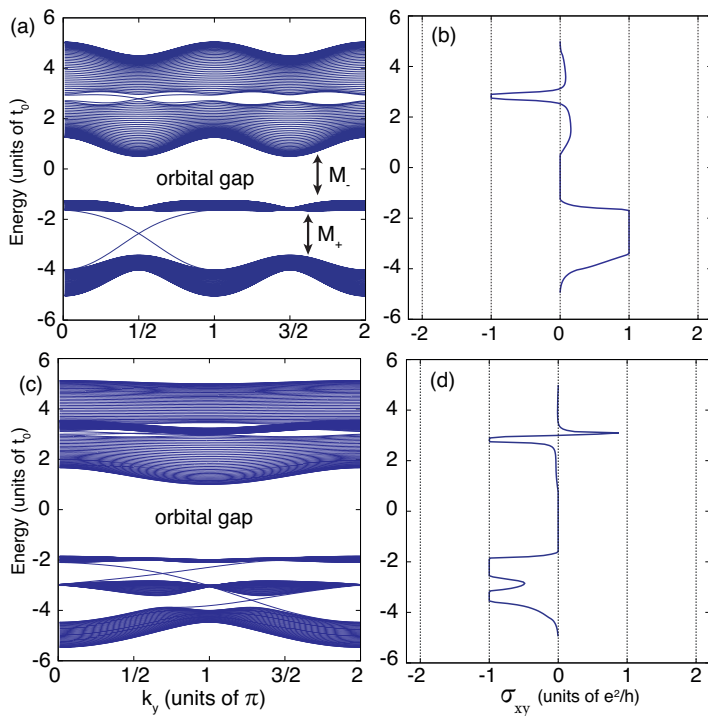 (a)
Energy (units of t₀)
6
4
2
0
-2
-4
-6
orbital gap
M₋
M₊
0 1/2 1 3/2 2
(b)
6
4
2
0
-2
-4
-6
-2 -1 0 1 2
(c)
Energy (units of t₀)
6
4
2
0
-2
-4
-6
orbital gap
0 1/2 1 3/2 2
k_y (units of π)
(d)
6
4
2
0
-2
-4
-6
-2 -1 0 1 2
σ_xy (units of e²/h)